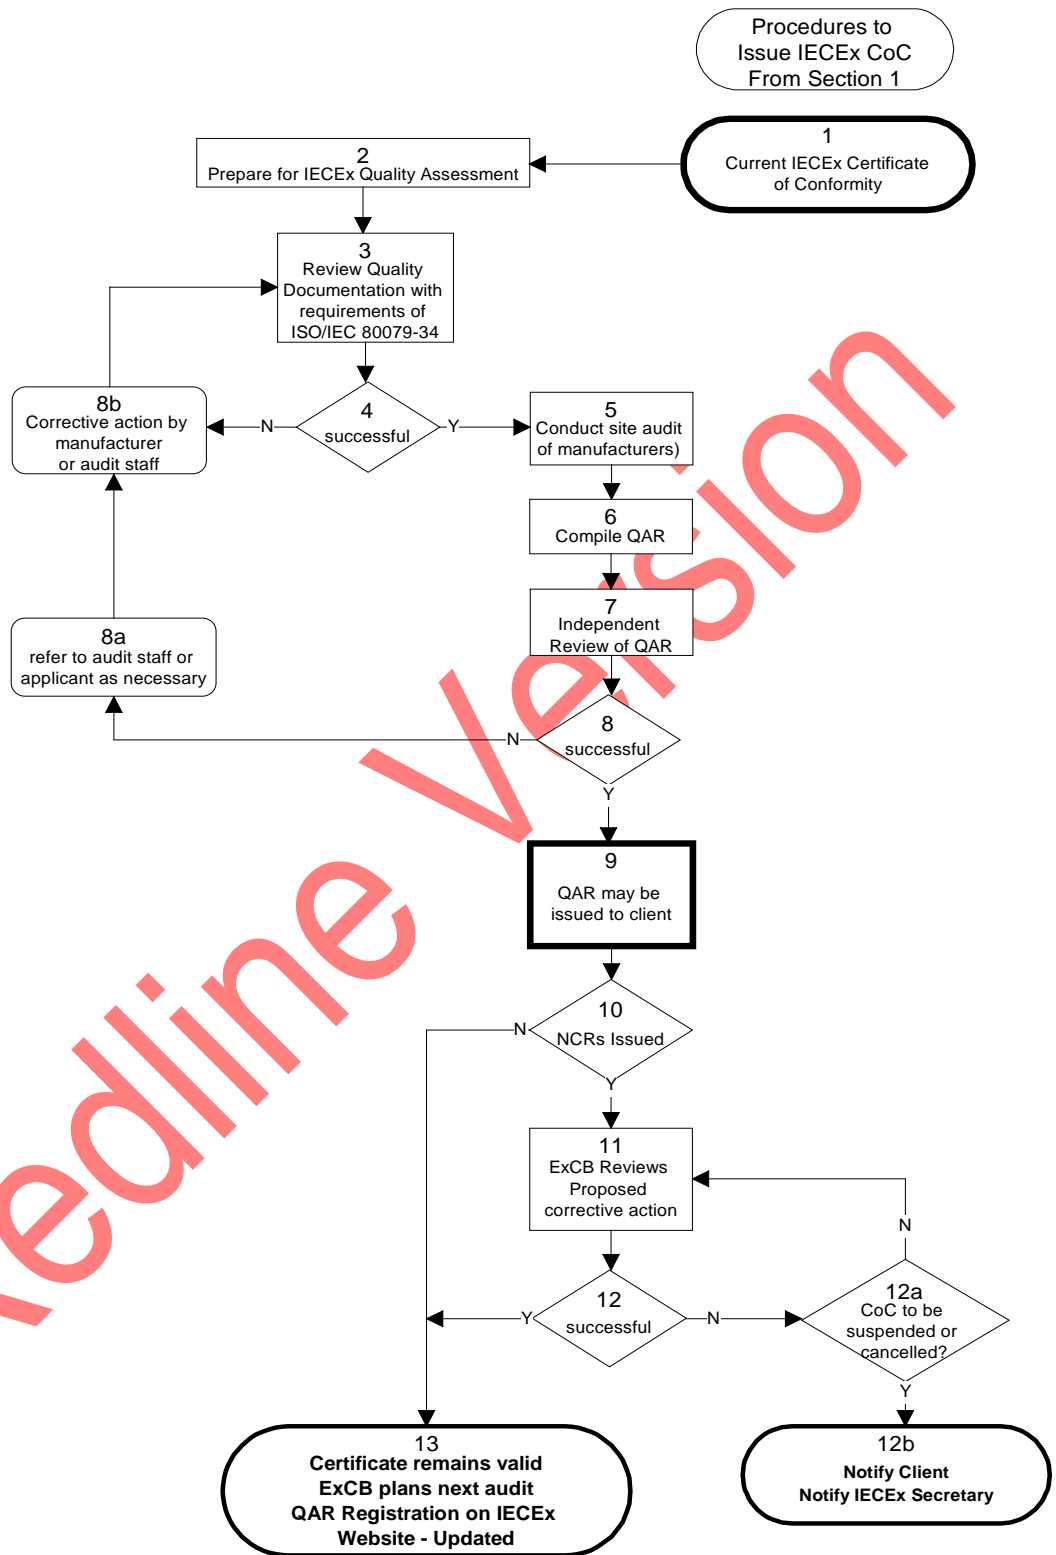 Procedures to
Issue IECEx CoC
From Section 1
1
Current IECEx Certificate
of Conformity
2
Prepare for IECEx Quality Assessment
3
Review Quality
Documentation with
requirements of
ISO/IEC 80079-34
4
successful
N
Y
8b
Corrective action by
manufacturer
or audit staff
5
Conduct site audit
of manufacturers)
6
Compile QAR
7
Independent
Review of QAR
8a
refer to audit staff or
applicant as necessary
8
successful
N
Y
9
QAR may be
issued to client
10
NCRs Issued
N
Y
11
ExCB Reviews
Proposed
corrective action
N
12
successful
Y
N
12a
CoC to be
suspended or
cancelled?
Y
13
Certificate remains valid
ExCB plans next audit
QAR Registration on IECEx
Website - Updated
12b
Notify Client
Notify IECEx Secretary
Redline Version